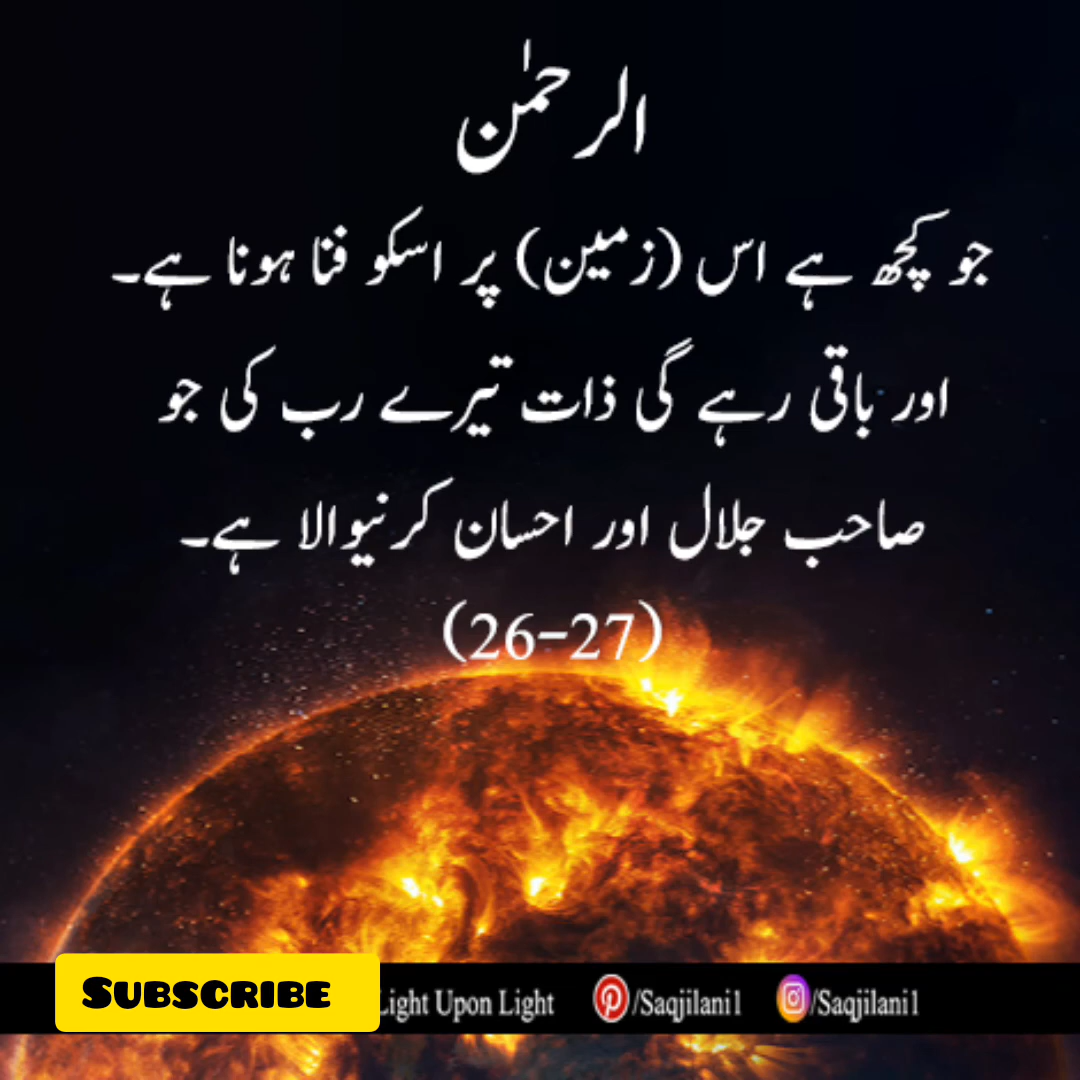 الرحمٰن
جو کچھ ہے اس (زمین) پر اسکو فنا ہونا ہے۔
اور باقی رہے گی ذات تیرے رب کی جو
صاحب جلال اور احسان کرنیوالا ہے۔
(26-27)
SUBSCRIBE Light Upon Light /Saqjilani1 /Saqjilani1